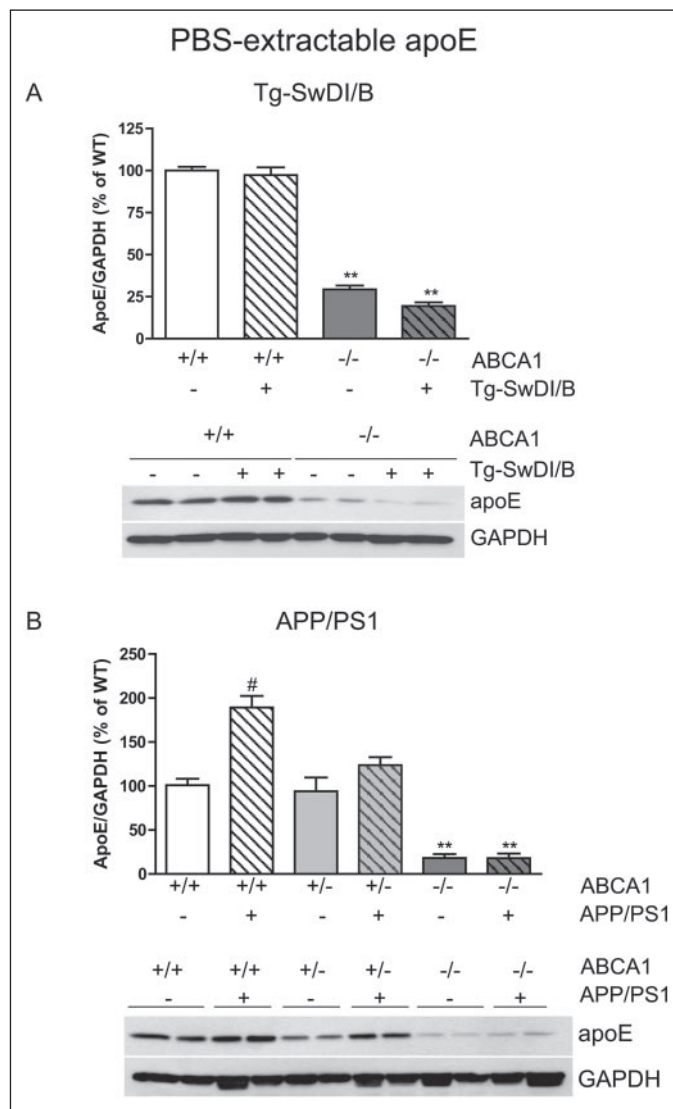 PBS-extractable apoE
A
Tg-SwDI/B
ApoE/GAPDH (% of WT)
125
100
75
50
25
0
** **
+/+ +/+ -/- -/- ABCA1
- + - + Tg-SwDI/B
+/+ -/- ABCA1
- - + + - - + + Tg-SwDI/B
apoE
GAPDH
B
APP/PS1
ApoE/GAPDH (% of WT)
250
200
150
100
50
0
#
** **
+/+ +/+ +/- +/- -/- -/- ABCA1
- + - + - + APP/PS1
+/+ +/+ +/- +/- -/- -/- ABCA1
- + - + - + APP/PS1
apoE
GAPDH